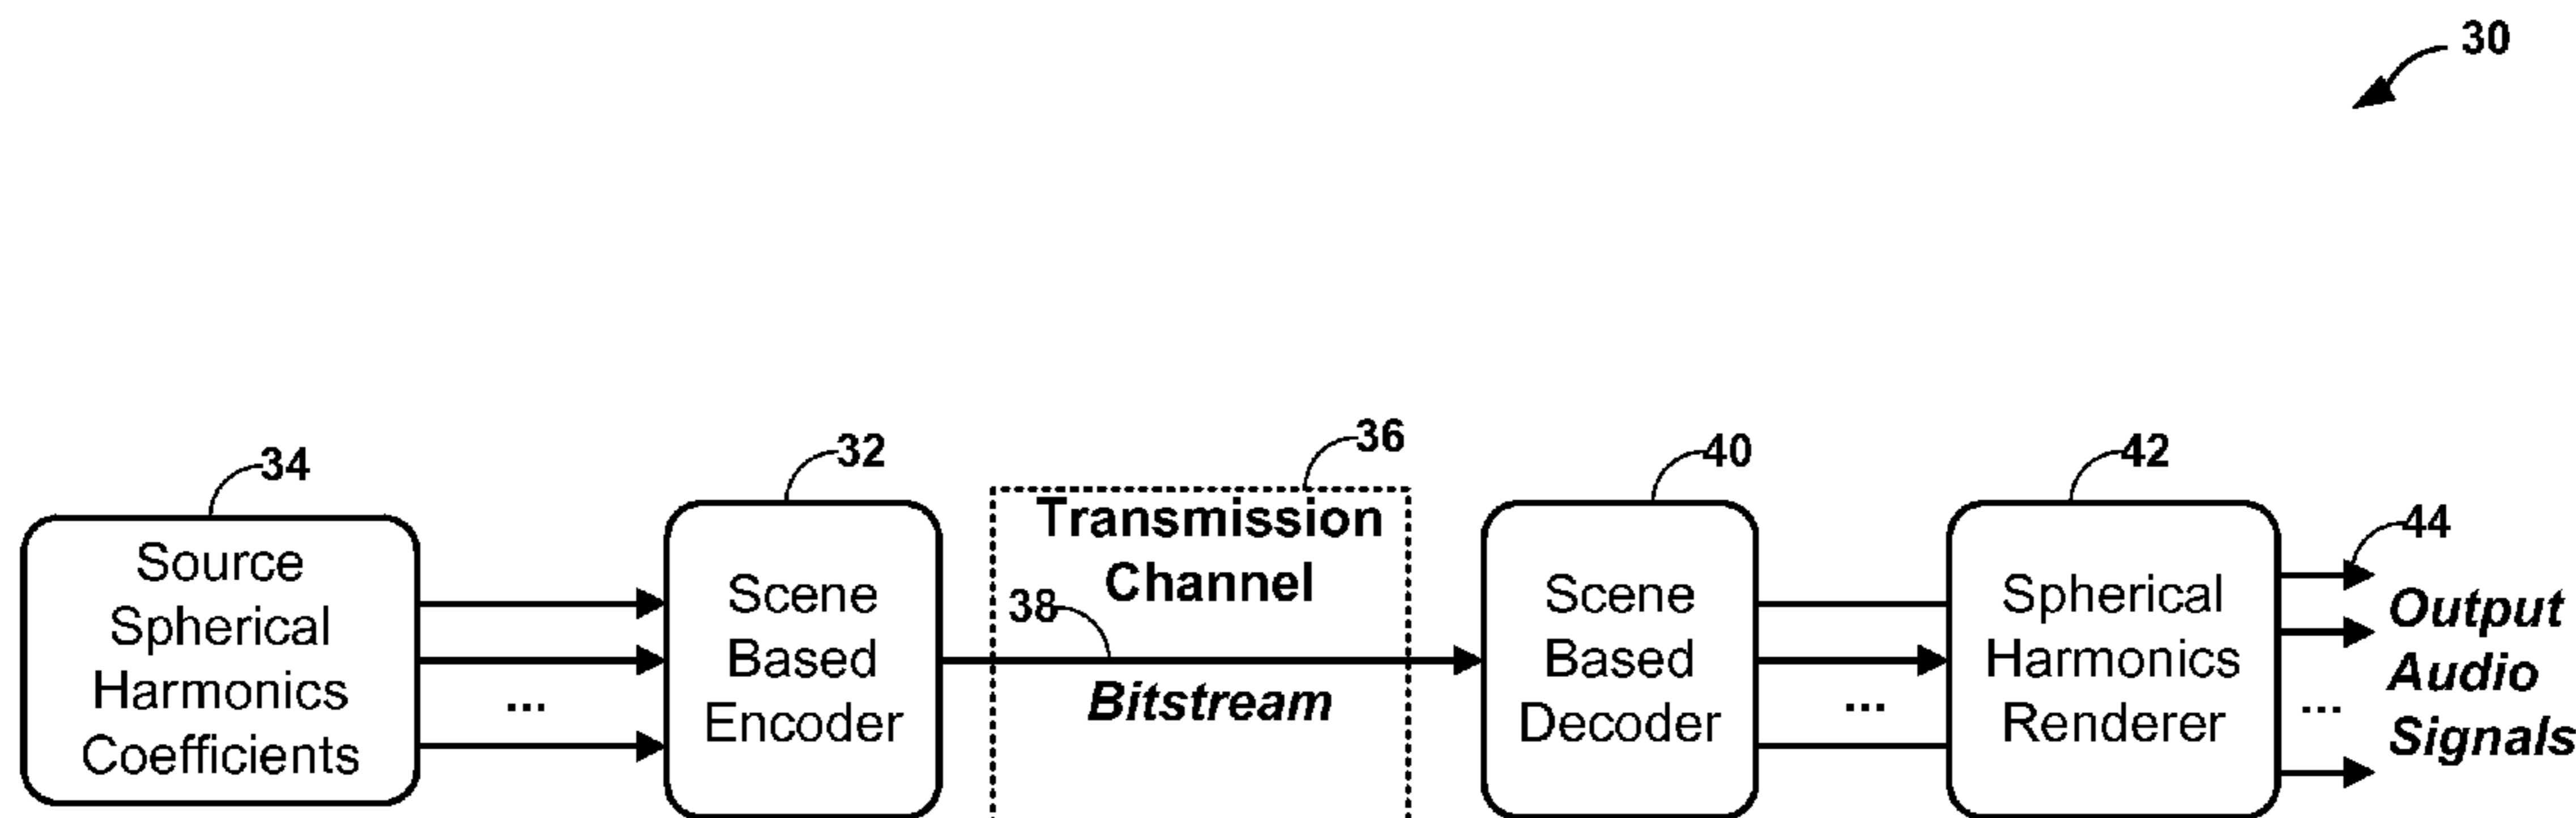 30
34
32
36
40
42
44
Source
Spherical
Harmonics
Coefficients
...
Scene
Based
Encoder
Transmission
Channel
38
Bitstream
Scene
Based
Decoder
...
Spherical
Harmonics
Renderer
...
Output
Audio
Signals